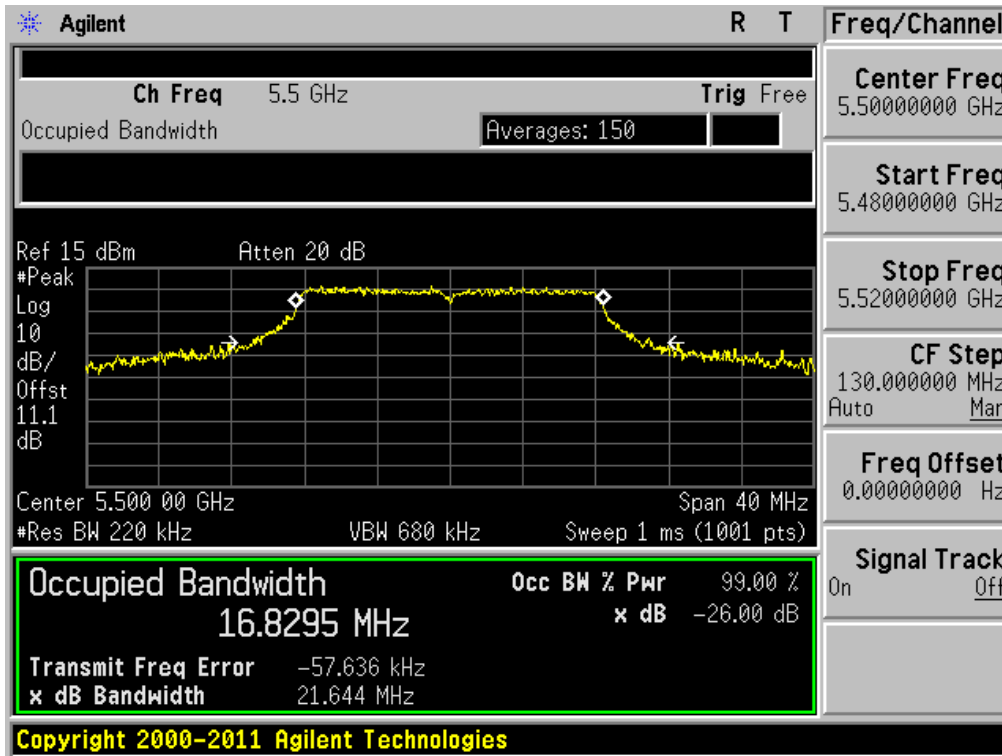 Agilent
R T
Freq/Channel
Ch Freq 5.5 GHz
Trig Free
Occupied Bandwidth
Averages: 150
Center Freq
5.50000000 GHz
Start Freq
5.48000000 GHz
Stop Freq
5.52000000 GHz
CF Step
130.000000 MHz
Auto Man
Freq Offset
0.00000000 Hz
Signal Track
On Off
Ref 15 dBm
Atten 20 dB
#Peak
Log
10
dB/
Offst
11.1
dB
Center 5.500 00 GHz
Span 40 MHz
#Res BW 220 kHz
VBW 680 kHz
Sweep 1 ms (1001 pts)
Occupied Bandwidth
16.8295 MHz
Occ BW % Pwr 99.00 %
x dB -26.00 dB
Transmit Freq Error -57.636 kHz
x dB Bandwidth 21.644 MHz
Copyright 2000-2011 Agilent Technologies